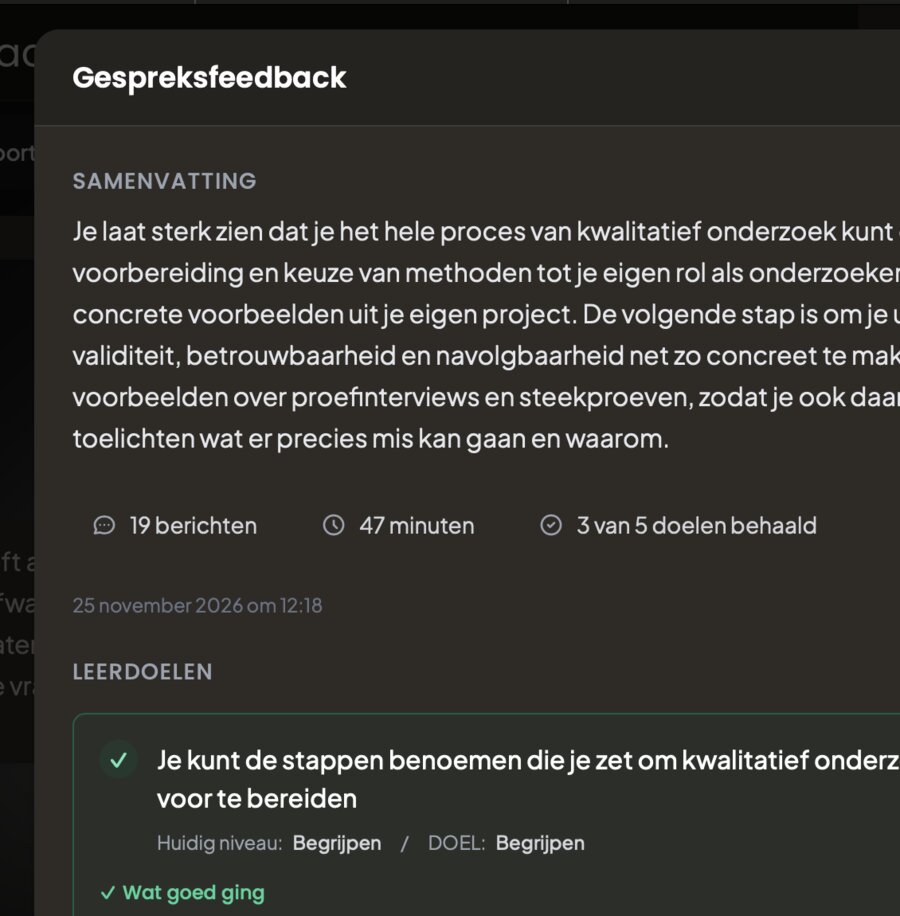 Gespreksfeedback
SAMENVATTING
Je laat sterk zien dat je het hele proces van kwalitatief onderzoek kunt
voorbereiding en keuze van methoden tot je eigen rol als onderzoeker
concrete voorbeelden uit je eigen project. De volgende stap is om je
validiteit, betrouwbaarheid en navolgbaarheid net zo concreet te mak
voorbeelden over proefinterviews en steekproeven, zodat je ook daar
toelichten wat er precies mis kan gaan en waarom.
19 berichten 47 minuten 3 van 5 doelen behaald
25 november 2026 om 12:18
LEERDOELEN
Je kunt de stappen benoemen die je zet om kwalitatief onderz
voor te bereiden
Huidig niveau: Begrijpen / DOEL: Begrijpen
Wat goed ging